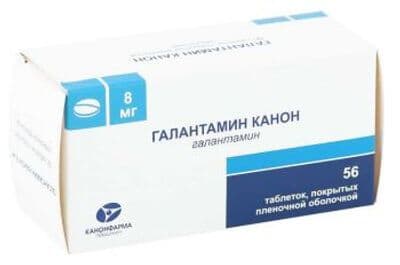 ГАЛАНТАМИН КАНОН
8
МГ
ГАЛАНТАМИН КАНОН
галантамин
56
таблеток, покрытых
пленочной оболочкой
КАНОНФАРМА